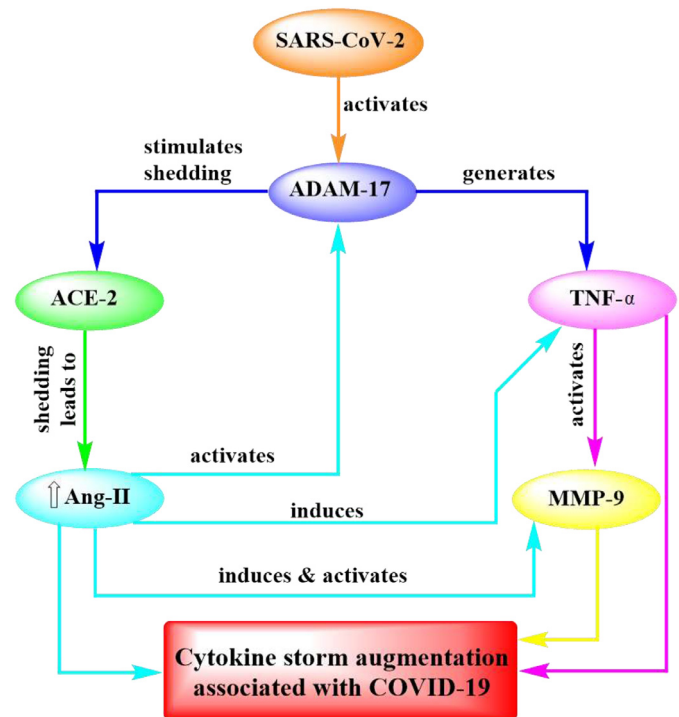 SARS-CoV-2
activates
stimulates
shedding
ADAM-17
generates
ACE-2
TNF-α
shedding
leads to
activates
activates
⇧Ang-II
MMP-9
induces
induces & activates
Cytokine storm augmentation
associated with COVID-19